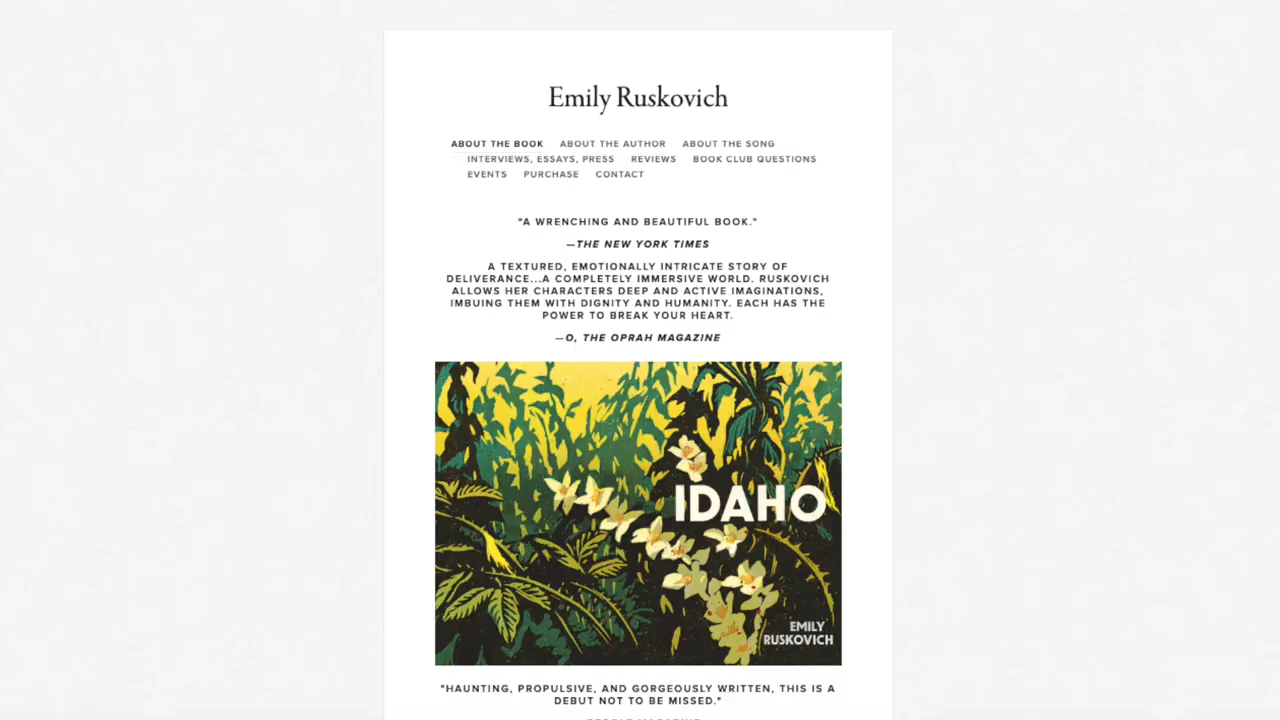 Emily Ruskovich
ABOUT THE BOOK ABOUT THE AUTHOR ABOUT THE SONG
INTERVIEWS, ESSAYS, PRESS REVIEWS BOOK CLUB QUESTIONS
EVENTS PURCHASE CONTACT
"A WRENCHING AND BEAUTIFUL BOOK."
—THE NEW YORK TIMES
A TEXTURED, EMOTIONALLY INTRICATE STORY OF
DELIVERANCE...A COMPLETELY IMMERSIVE WORLD. RUSKOVICH
ALLOWS HER CHARACTERS DEEP AND ACTIVE IMAGINATIONS,
IMBUING THEM WITH DIGNITY AND HUMANITY. EACH HAS THE
POWER TO BREAK YOUR HEART.
—O, THE OPRAH MAGAZINE
IDAHO
EMILY
RUSKOVICH
"HAUNTING, PROPULSIVE, AND GORGEOUSLY WRITTEN, THIS IS A
DEBUT NOT TO BE MISSED."